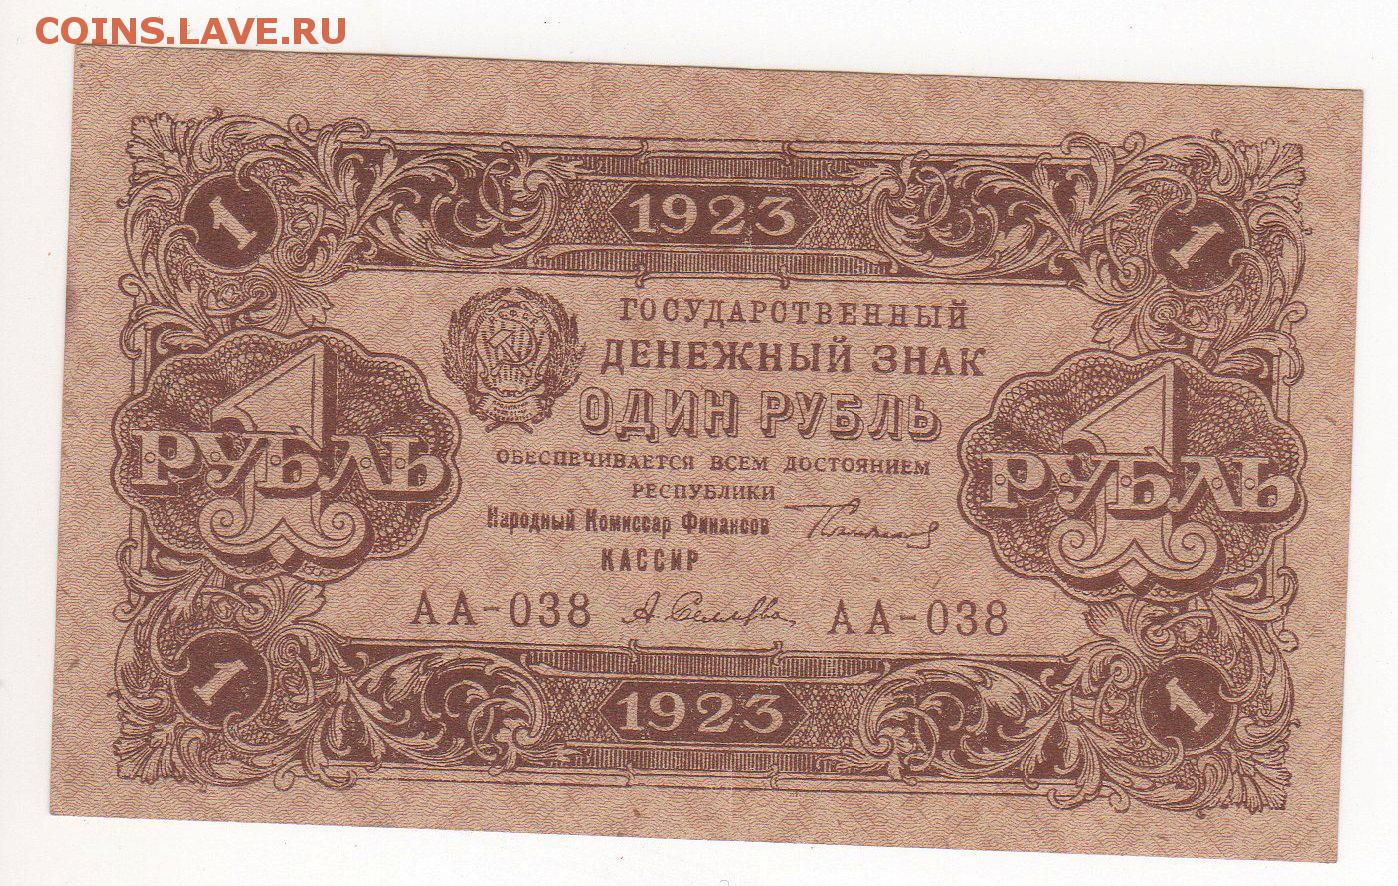 COINS.LAVE.RU
1923
1 1
ГОСУДАРСТВЕННЫЙ
ДЕНЕЖНЫЙ ЗНАК
ОДИН РУБЛЬ
1 РУБЛЬ 1 РУБЛЬ
ОБЕСПЕЧИВАЕТСЯ ВСЕМ ДОСТОЯНИЕМ
РЕСПУБЛИКИ
Народный Комиссар Финансов
КАССИР
АА-038 АА-038
1 1
1923